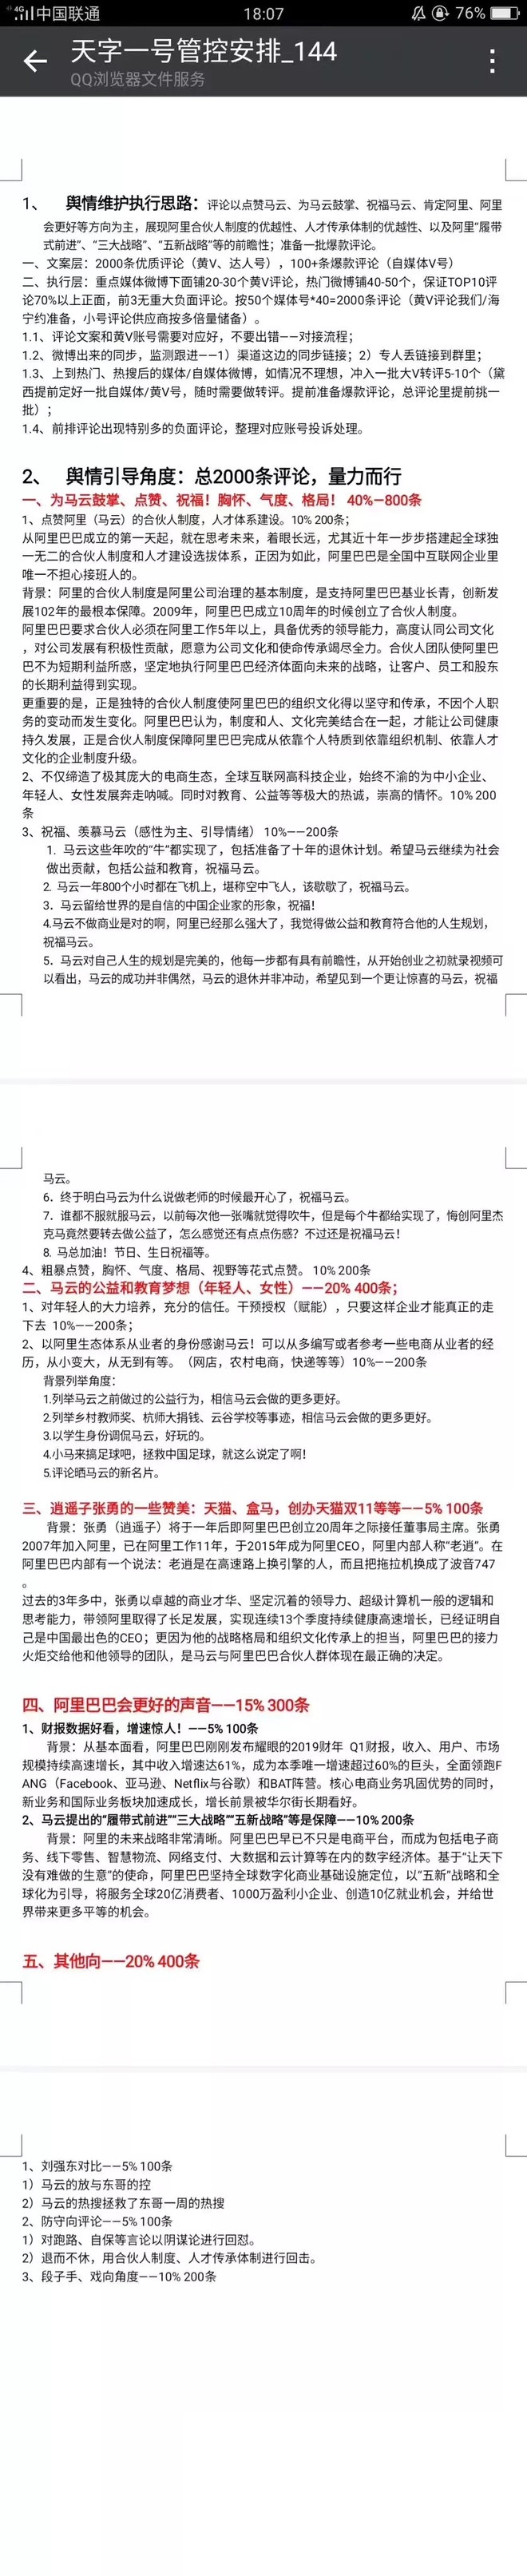 4G 中国联通 18:07 76%
天字一号管控安排_144
QQ浏览器文件服务
1、 舆情维护执行思路：评论以点赞马云、为马云鼓掌、祝福马云、肯定阿里、阿里
会更好等方向为主，展现阿里合伙人制度的优越性、人才传承体制的优越性、以及阿里“履带
式前进”、“三大战略”、“五新战略”等的前瞻性；准备一批爆款评论。
一、文案层：2000条优质评论（黄V、达人号），100+条爆款评论（自媒体V号）
二、执行层：重点媒体微博下面铺20-30个黄V评论，热门微博铺40-50个，保证TOP10评
论70%以上正面，前3无重大负面评论。按50个媒体号*40=2000条评论（黄V评论我们/海
宁约准备，小号评论供应商按多倍量储备）。
1.1、评论文案和黄V账号需要对应好，不要出错——对接流程；
1.2、微博出来的同步，监测跟进——1）渠道这边的同步链接；2）专人丢链接到群里；
1.3、上到热门、热搜后的媒体/自媒体微博，如情况不理想，冲入一批大V转评5-10个（黛
西提前定好一批自媒体/黄V号，随时需要做转评。提前准备爆款评论，总评论里提前挑一
批）；
1.4、前排评论出现特别多的负面评论，整理对应账号投诉处理。
2、 舆情引导角度：总2000条评论，量力而行
一、为马云鼓掌、点赞、祝福！胸怀、气度、格局！ 40%—800条
1、点赞阿里（马云）的合伙人制度，人才体系建设。10% 200条；
从阿里巴巴成立的第一天起，就在思考未来，着眼长远，尤其近十年一步步搭建起全球独
一无二的合伙人制度和人才建设选拔体系，正因为如此，阿里巴巴是全国中互联网企业里
唯一不担心接班人的。
背景：阿里的合伙人制度是阿里公司治理的基本制度，是支持阿里巴巴基业长青，创新发
展102年的最根本保障。2009年，阿里巴巴成立10周年的时候创立了合伙人制度。
阿里巴巴要求合伙人必须在阿里工作5年以上，具备优秀的领导能力，高度认同公司文化
，对公司发展有积极性贡献，愿意为公司文化和使命传承竭尽全力。合伙人团队使阿里巴
巴不为短期利益所惑，坚定地执行阿里巴巴经济体面向未来的战略，让客户、员工和股东
的长期利益得到实现。
更重要的是，正是独特的合伙人制度使阿里巴巴的组织文化得以坚守和传承，不因个人职
务的变动而发生变化。阿里巴巴认为，制度和人、文化完美结合在一起，才能让公司健康
持久发展，正是合伙人制度保障阿里巴巴完成从依靠个人特质到依靠组织机制、依靠人才
文化的企业制度升级。
2、不仅缔造了极其庞大的电商生态，全球互联网高科技企业，始终不渝的为中小企业、
年轻人、女性发展奔走呐喊。同时对教育、公益等等极大的热诚，崇高的情怀。10% 200
条
3、祝福、羡慕马云（感性为主、引导情绪） 10%——200条
1. 马云这些年吹的“牛”都实现了，包括准备了十年的退休计划。希望马云继续为社会
做出贡献，包括公益和教育，祝福马云。
2. 马云一年800个小时都在飞机上，堪称空中飞人，该歇歇了，祝福马云。
3. 马云留给世界的是自信的中国企业家的形象，祝福！
4.马云不做商业是对的啊，阿里已经那么强大了，我觉得做公益和教育符合他的人生规划，
祝福马云。
5. 马云对自己人生的规划是完美的，他每一步都有具有前瞻性，从开始创业之初就录视频可
以看出，马云的成功并非偶然，马云的退休并非冲动，希望见到一个更让惊喜的马云，祝福
马云。
6. 终于明白马云为什么说做老师的时候最开心了，祝福马云。
7. 谁都不服就服马云，以前每次他一张嘴就觉得吹牛，但是每个牛都给实现了，悔创阿里杰
克马竟然要转去做公益了，怎么感觉还有点点伤感？不过还是祝福马云！
8. 马总加油！节日、生日祝福等。
4、粗暴点赞，胸怀、气度、格局、视野等花式点赞。 10% 200条
二、马云的公益和教育梦想（年轻人、女性）——20% 400条；
1、对年轻人的大力培养，充分的信任。干预授权（赋能），只要这样企业才能真正的走
下去 10%——200条；
2、以阿里生态体系从业者的身份感谢马云！可以多编写或者参考一些电商从业者的经
历，从小变大，从无到有等。（网店，农村电商，快递等等）10%——200条
背景列举角度：
1.列举马云之前做过的公益行为，相信马云会做的更多更好。
2.列举乡村教师奖、杭师大捐钱、云谷学校等事迹，相信马云会做的更多更好。
3.以学生身份调侃马云，好玩的。
4.小马来搞足球吧，拯救中国足球，就这么说定了啊！
5.评论晒马云的新名片。
三、逍遥子张勇的一些赞美：天猫、盒马，创办天猫双11等等——5% 100条
背景：张勇（逍遥子）将于一年后即阿里巴巴创立20周年之际接任董事局主席。张勇
2007年加入阿里，已在阿里工作11年，于2015年成为阿里CEO，阿里内部人称“老逍”。在
阿里巴巴内部有一个说法：老逍是在高速路上换引擎的人，而且把拖拉机换成了波音747
。
过去的3年多中，张勇以卓越的商业才华、坚定沉着的领导力、超级计算机一般的逻辑和
思考能力，带领阿里取得了长足发展，实现连续13个季度持续健康高速增长，已经证明自
己是中国最出色的CEO；更因为他的战略格局和组织文化传承上的担当，阿里巴巴的接力
火炬交给他和他领导的团队，是马云与阿里巴巴合伙人群体现在最正确的决定。
四、阿里巴巴会更好的声音——15% 300条
1、财报数据好看，增速惊人！——5% 100条
背景：从基本面看，阿里巴巴刚刚发布耀眼的2019财年 Q1财报，收入、用户、市场
规模持续高速增长，其中收入增速达61%，成为本季唯一增速超过60%的巨头，全面领跑F
ANG（Facebook、亚马逊、Netflix与谷歌）和BAT阵营。核心电商业务巩固优势的同时，
新业务和国际业务板块加速成长，增长前景被华尔街长期看好。
2、马云提出的“履带式前进”“三大战略”“五新战略”等是保障——10% 200条
背景：阿里的未来战略非常清晰。阿里巴巴早已不只是电商平台，而成为包括电子商
务、线下零售、智慧物流、网络支付、大数据和云计算等在内的数字经济体。基于“让天下
没有难做的生意”的使命，阿里巴巴坚持全球数字化商业基础设施定位，以“五新”战略和全
球化为引导，将服务全球20亿消费者、1000万盈利小企业、创造10亿就业机会，并给世
界带来更多平等的机会。
五、其他向——20% 400条
1、刘强东对比——5% 100条
1）马云的放与东哥的控
2）马云的热搜拯救了东哥一周的热搜
2、防守向评论——5% 100条
1）对跑路、自保等言论以阴谋论进行回怼。
2）退而不休，用合伙人制度、人才传承体制进行回击。
3、段子手、戏向角度——10% 200条